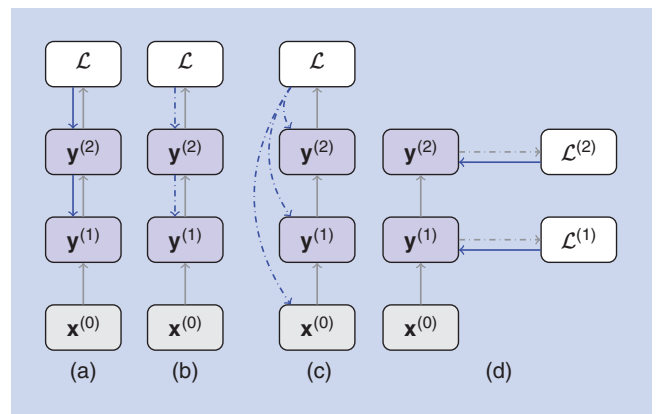 ℒ ℒ ℒ
y(2) y(2) y(2) y(2) ℒ(2)
y(1) y(1) y(1) y(1) ℒ(1)
x(0) x(0) x(0) x(0)
(a) (b) (c) (d)